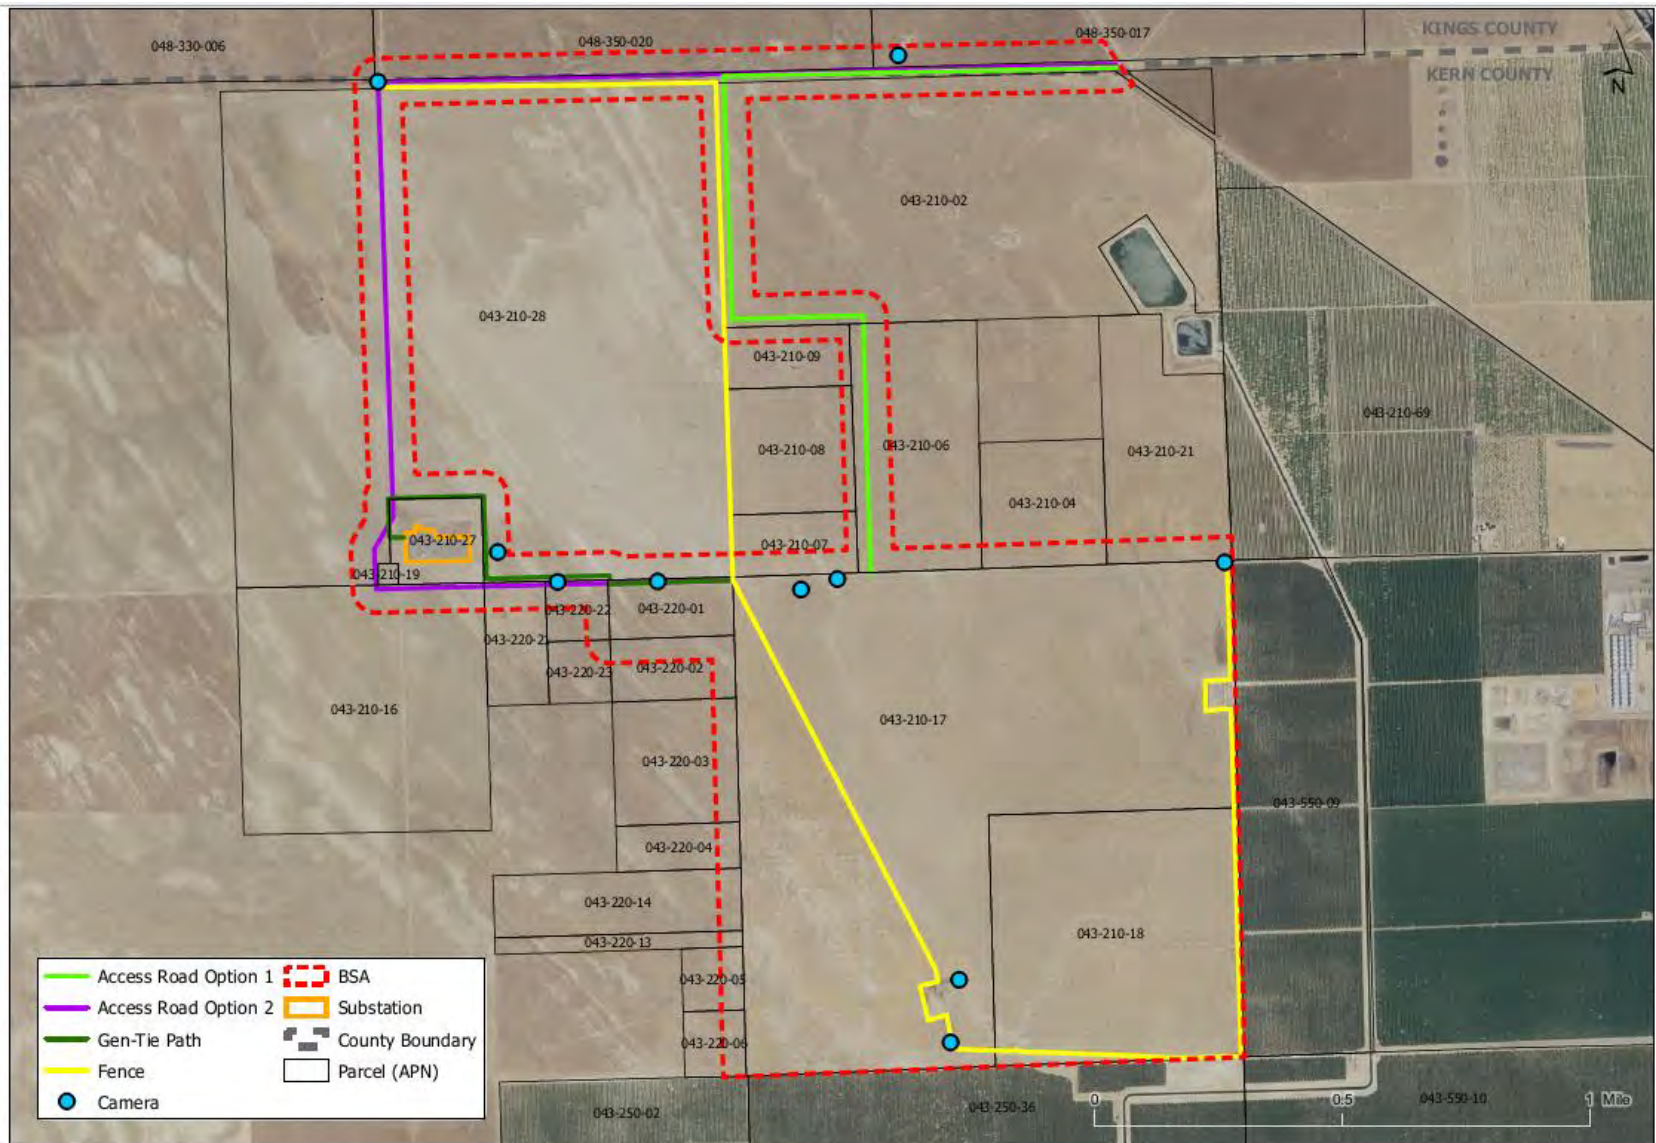 KINGS COUNTY
048-350-017
048-350-020
048-330-006
KERN COUNTY
N
043-210-02
043-210-28
043-210-09
043-210-69
043-210-08
043-210-06
043-210-21
043-210-04
043-210-27
043-210-07
043-210-19
043-220-22
043-220-01
043-220-21
043-220-23
043-220-02
043-210-16
043-210-17
043-220-03
043-550-09
043-220-04
043-220-14
043-210-18
043-220-13
043-220-05
043-220-06
Access Road Option 1
BSA
Access Road Option 2
Substation
Gen-Tie Path
County Boundary
Fence
Parcel (APN)
Camera
043-250-02
043-250-36
043-550-10
0
0.5
1 Mile